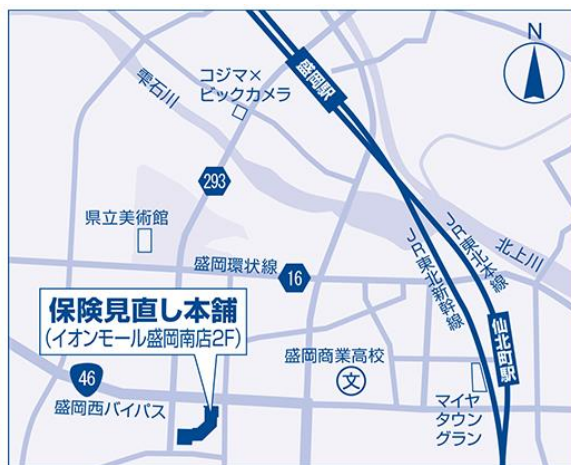 N
コジマ×
ビックカメラ
雫石川
盛岡駅
293
県立美術館
盛岡環状線
16
JR東北新幹線
JR東北本線
北上川
保険見直し本舗
(イオンモール盛岡南店2F)
46
盛岡西バイパス
盛岡商業高校
文
仙北町駅
マイヤ
タウン
グラン